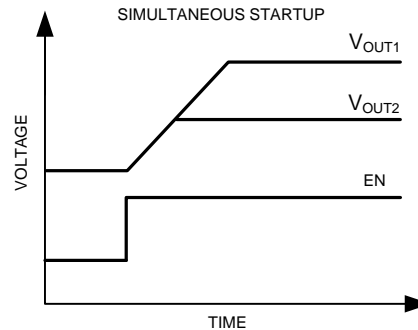 SIMULTANEOUS STARTUP
VOUT1
VOUT2
VOLTAGE
EN
TIME